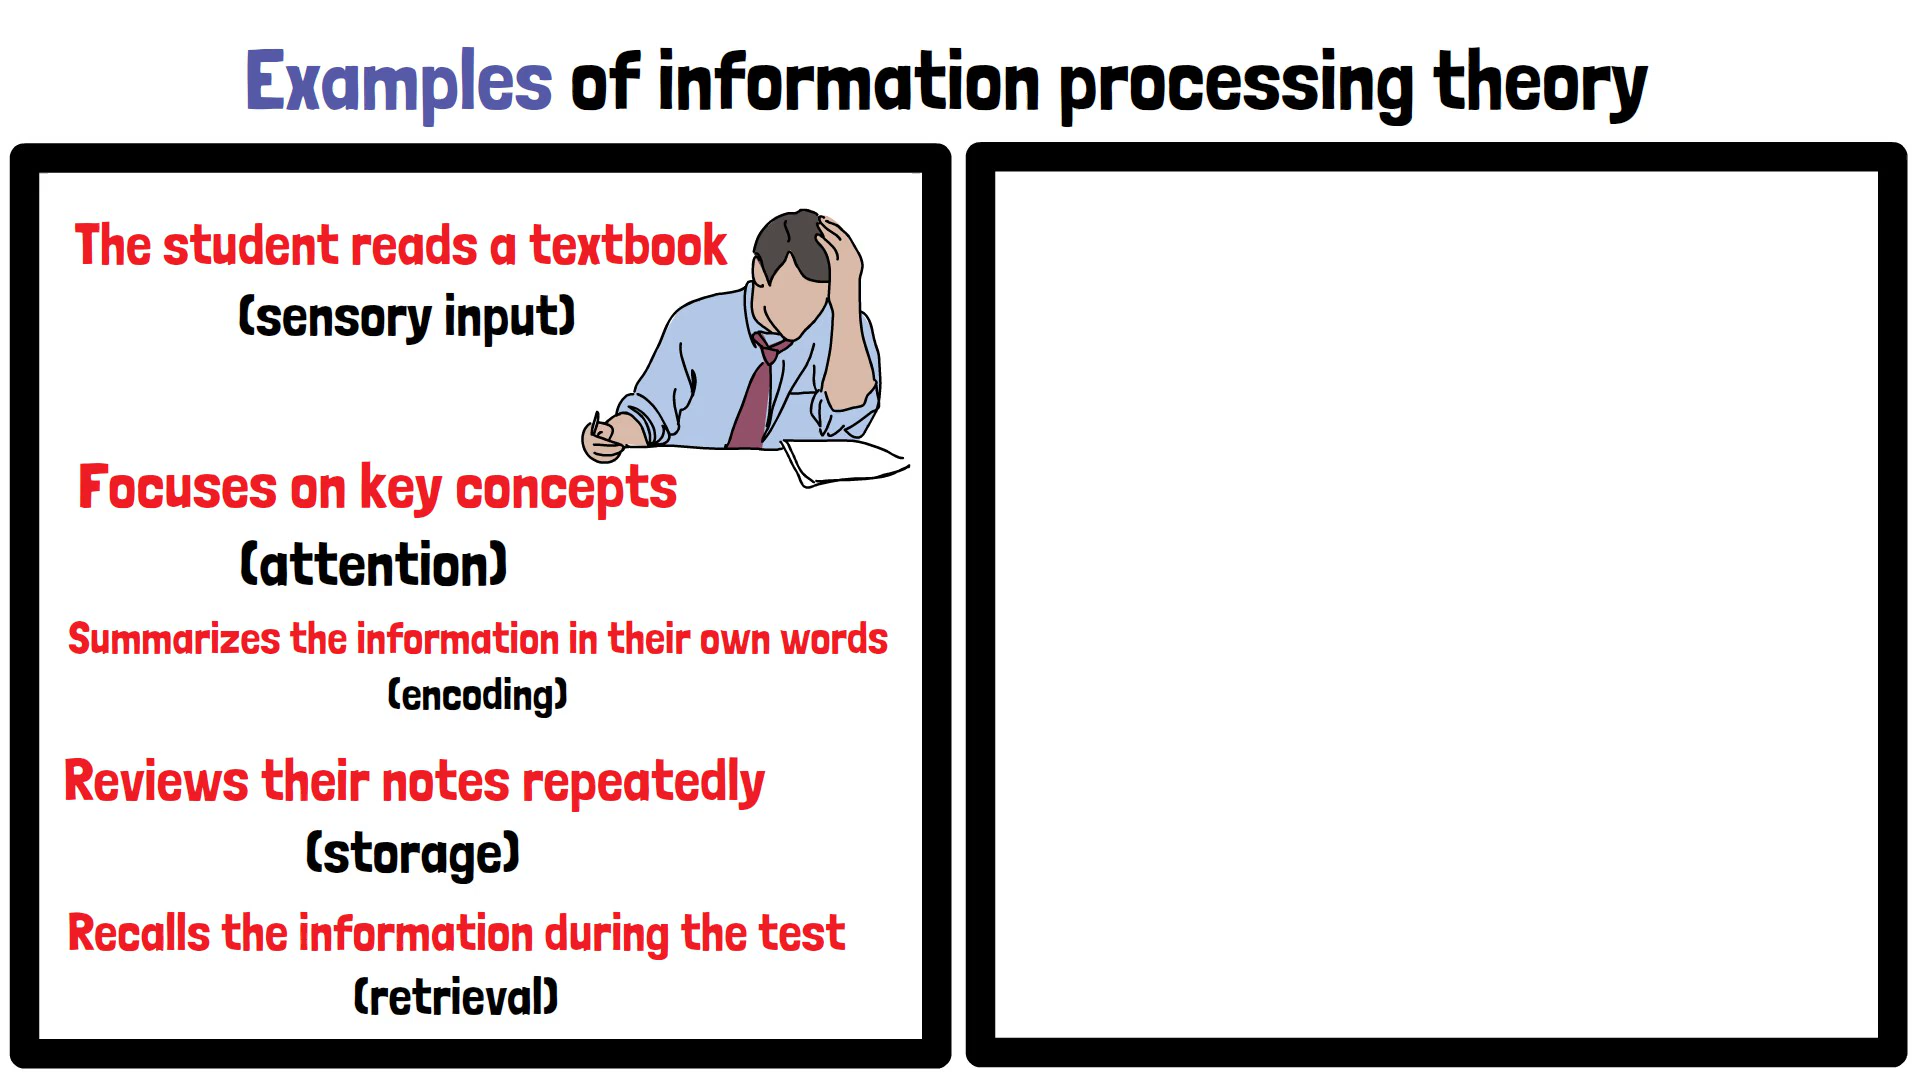 Examples of information processing theory
The student reads a textbook
(sensory input)
Focuses on key concepts
(attention)
Summarizes the information in their own words
(encoding)
Reviews their notes repeatedly
(storage)
Recalls the information during the test
(retrieval)